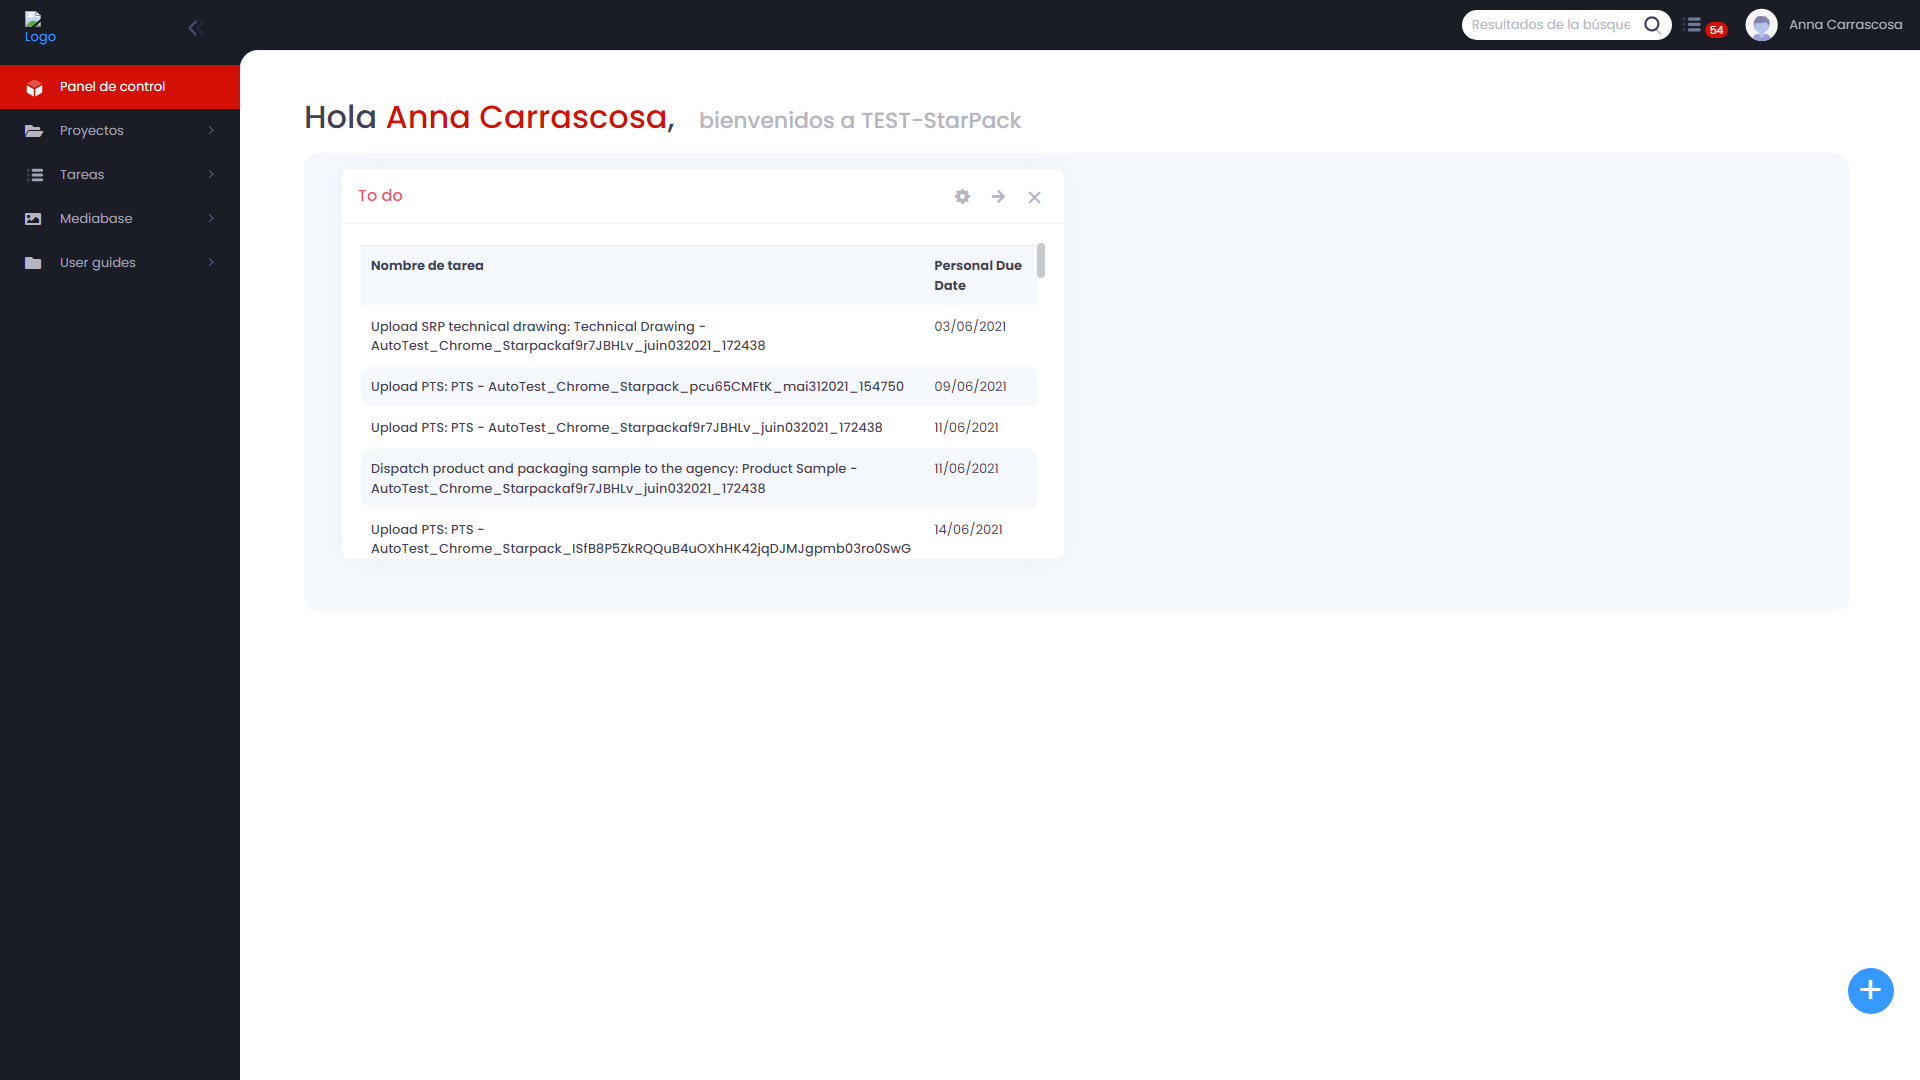 Logo
Resultados de la búsque
54
Anna Carrascosa
Panel de control
Proyectos
Tareas
Mediabase
User guides
Hola Anna Carrascosa, bienvenidos a TEST-StarPack
To do
Nombre de tarea
Personal Due
Date
Upload SRP technical drawing: Technical Drawing -
AutoTest_Chrome_Starpackaf9r7JBHLv_juin032021_172438
03/06/2021
Upload PTS: PTS - AutoTest_Chrome_Starpack_pcu65CMFtK_mai312021_154750
09/06/2021
Upload PTS: PTS - AutoTest_Chrome_Starpackaf9r7JBHLv_juin032021_172438
11/06/2021
Dispatch product and packaging sample to the agency: Product Sample -
AutoTest_Chrome_Starpackaf9r7JBHLv_juin032021_172438
11/06/2021
Upload PTS: PTS -
AutoTest_Chrome_Starpack_ISfB8P5ZkRQQuB4uOXhHK42jqDJMJgpmb03ro0SwG
14/06/2021